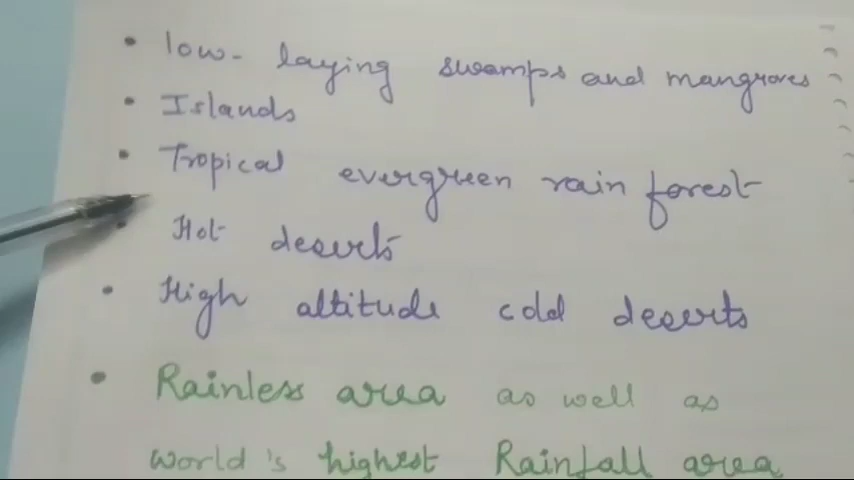 • low- laying swamps and mangroves
• Islands
• Tropical evergreen rain forest
• Hot deserts
• High altitude cold deserts
• Rainless area as well as
world's highest Rainfall area